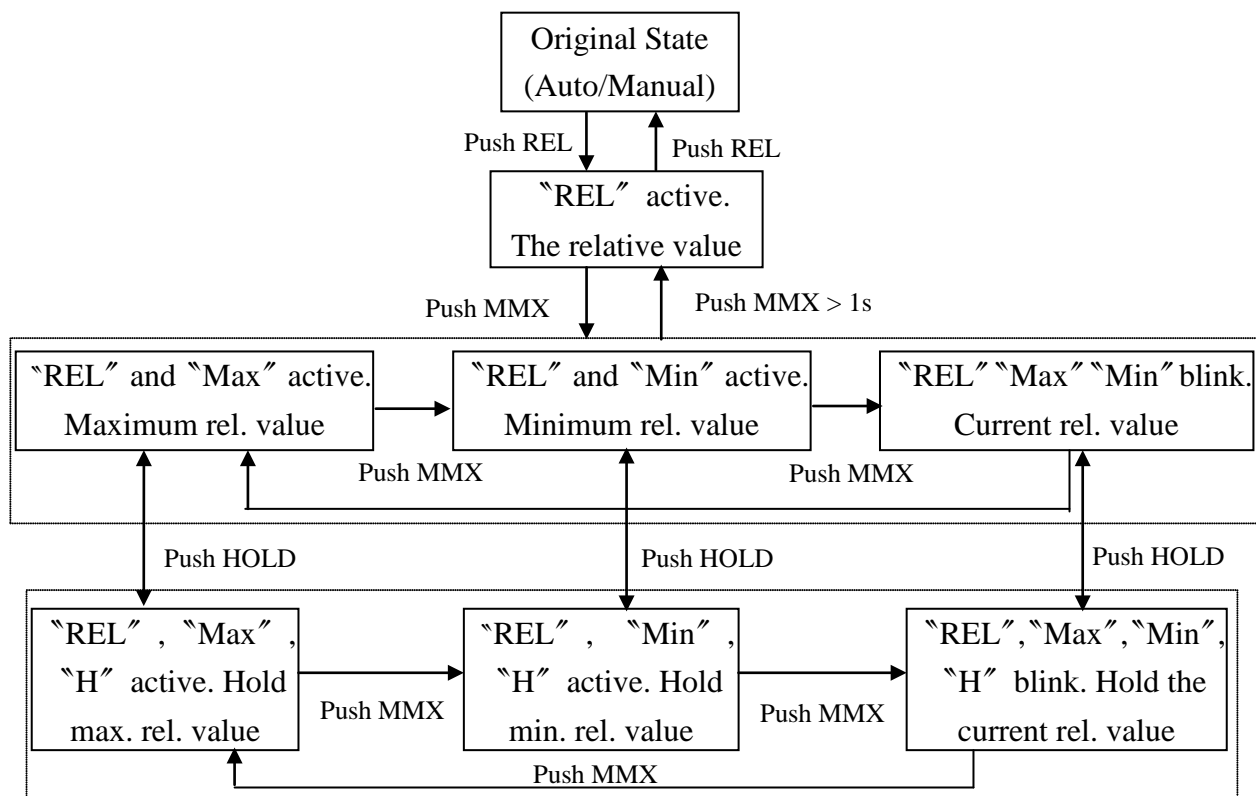 Original State
(Auto/Manual)
Push REL
Push REL
〝REL〞 active.
The relative value
Push MMX
Push MMX > 1s
〝REL〞 and 〝Max〞 active.
Maximum rel. value
〝REL〞 and 〝Min〞 active.
Minimum rel. value
〝REL〞〝Max〞〝Min〞 blink.
Current rel. value
Push MMX
Push MMX
Push HOLD
Push HOLD
Push HOLD
〝REL〞 , 〝Max〞 ,
〝H〞 active. Hold
max. rel. value
〝REL〞 , 〝Min〞 ,
〝H〞 active. Hold
min. rel. value
〝REL〞,〝Max〞,〝Min〞,
〝H〞 blink. Hold the
current rel. value
Push MMX
Push MMX
Push MMX